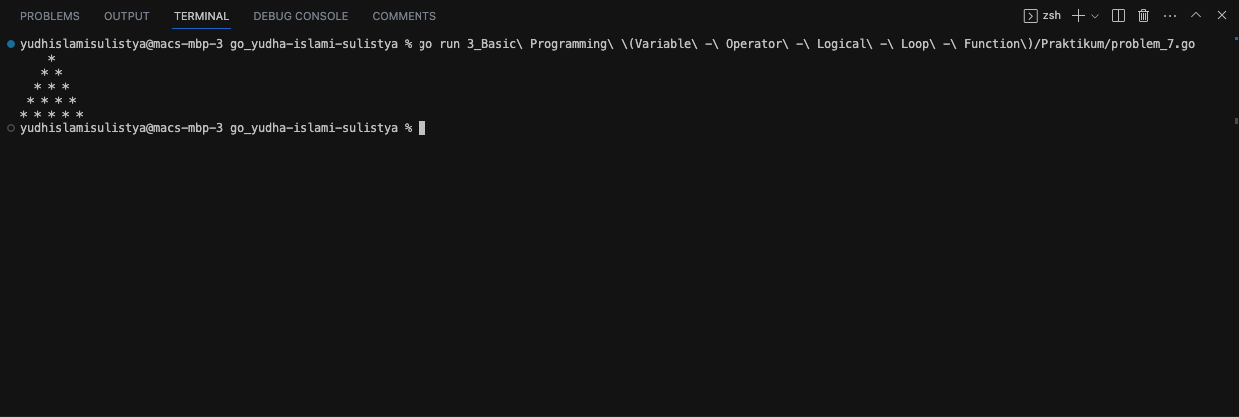 PROBLEMS OUTPUT TERMINAL DEBUG CONSOLE COMMENTS zsh
yudhislamisulistya@macs-mbp-3 go_yudha-islami-sulistya % go run 3_Basic\ Programming\ \(Variable\ -\ Operator\ -\ Logical\ -\ Loop\ -\ Function\)/Praktikum/problem_7.go
    *
   * *
  * * *
 * * * *
* * * * *
yudhislamisulistya@macs-mbp-3 go_yudha-islami-sulistya %